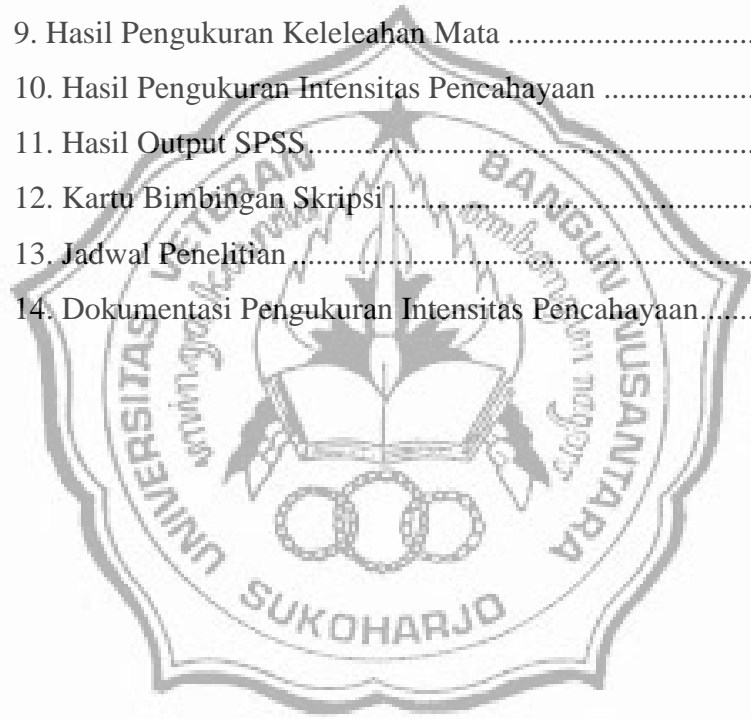 9. Hasil Pengukuran Keleleahan Mata ..............................
10. Hasil Pengukuran Intensitas Pencahayaan ...................
11. Hasil Output SPSS........................................................
12. Kartu Bimbingan Skripsi..............................................
13. Jadwal Penelitian ..........................................................
14. Dokumentasi Pengukuran Intensitas Pencahayaan.......
UNIVERSITAS VETERAN BANGUN NUSANTARA
SUKOHARJO